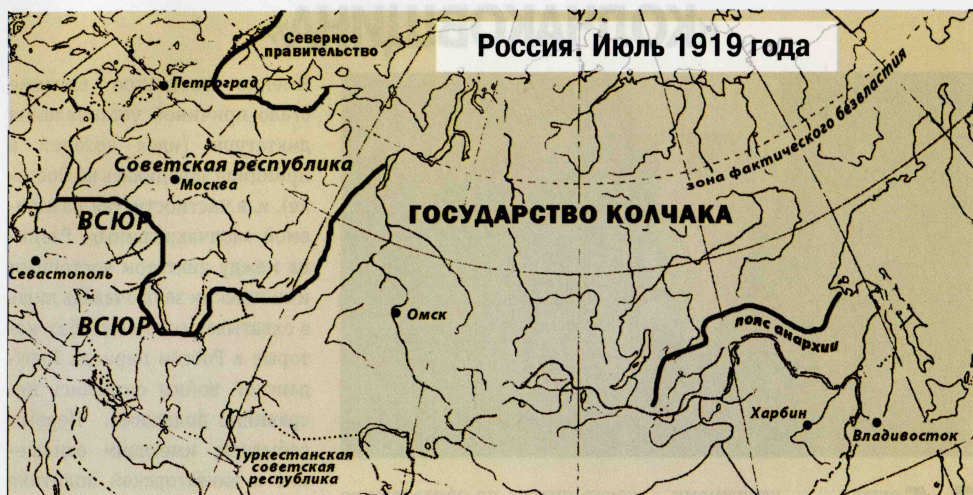 Северное
правительство
Россия. Июль 1919 года
Петроград
зона фактического безвластия
Советская республика
Москва
ГОСУДАРСТВО КОЛЧАКА
ВСЮР
Севастополь
Омск
ВСЮР
пояс анархии
Харбин
Владивосток
Туркестанская
советская
республика